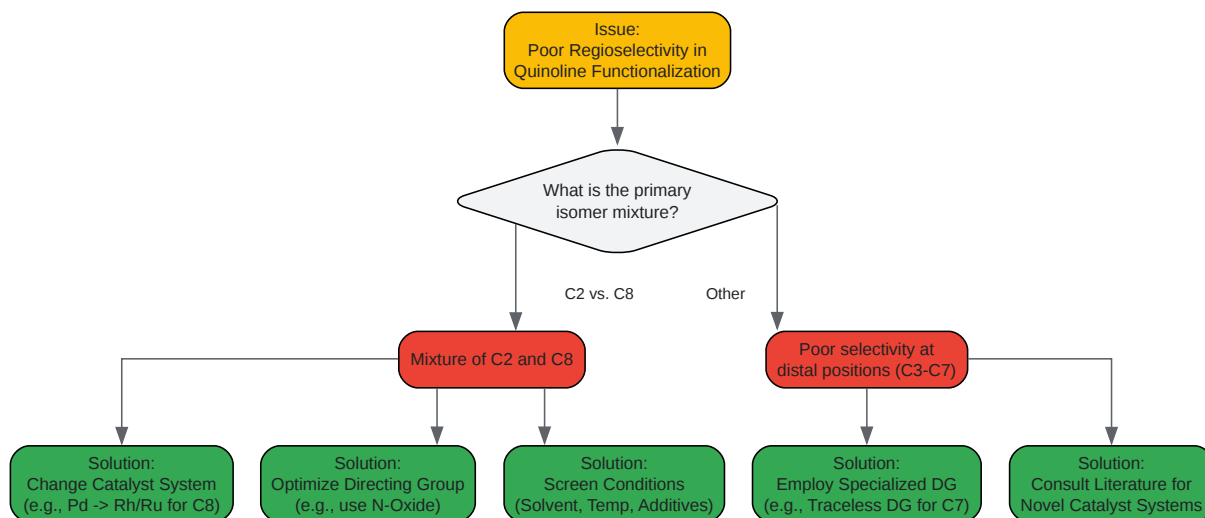 Issue:
Poor Regioselectivity in
Quinoline Functionalization
What is the primary
isomer mixture?
C2 vs. C8
Other
Mixture of C2 and C8
Poor selectivity at
distal positions (C3-C7)
Solution:
Change Catalyst System
(e.g., Pd -> Rh/Ru for C8)
Solution:
Optimize Directing Group
(e.g., use N-Oxide)
Solution:
Screen Conditions
(Solvent, Temp, Additives)
Solution:
Employ Specialized DG
(e.g., Traceless DG for C7)
Solution:
Consult Literature for
Novel Catalyst Systems